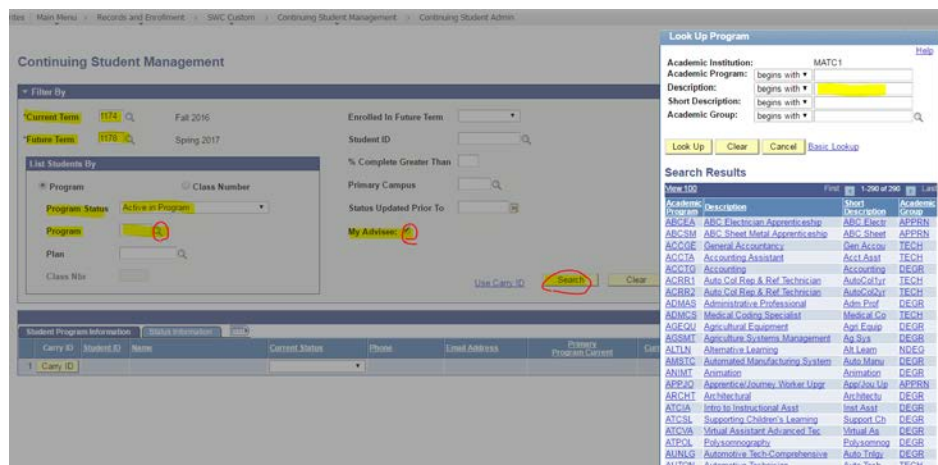 ites Main Menu > Records and Enrollment > SWC Custom > Continuing Student Management > Continuing Student Admin
Continuing Student Management
Filter By
*Current Term 1174 Fall 2016
*Future Term 1176 Spring 2017
List Students By
Program Class Number
Program Status Active in Program
Program
Plan
Class Nbr
Enrolled In Future Term
Student ID
% Complete Greater Than
Primary Campus
Status Updated Prior To
My Advisee:
Use Carry ID Search Clear
Student Program Information Status Information
Carry ID Student ID Name Current Status Phone Email Address Primary Program Current
1 Carry ID
Look Up Program
Help
Academic Institution: MATC1
Academic Program: begins with
Description: begins with
Short Description: begins with
Academic Group: begins with
Look Up Clear Cancel Basic Lookup
Search Results
View 100 First 1-290 of 290 Last
Academic Program Description Short Description Academic Group
ABCEA ABC Electrician Apprenticeship ABC Electr APPRN
ABCSM ABC Sheet Metal Apprenticeship ABC Sheet APPRN
ACCGE General Accountancy Gen Accou TECH
ACCTA Accounting Assistant Acct Asst TECH
ACCTG Accounting Accounting DEGR
ACRR1 Auto Col Rep & Ref Technician AutoCol1yr TECH
ACRR2 Auto Col Rep & Ref Technician AutoCol2yr TECH
ADMAS Administrative Professional Adm Prof DEGR
ADMCS Medical Coding Specialist Medical Co TECH
AGEQU Agricultural Equipment Agri Equip DEGR
AGSMT Agriculture Systems Management Ag Sys DEGR
ALTLN Alternative Learning Alt Learn NDEG
AMSTC Automated Manufacturing System Auto Manu DEGR
ANIMT Animation Animation DEGR
APPJO Apprentice/Journey Worker Upgr App/Jou Up APPRN
ARCHT Architectural Architectu DEGR
ATCIA Intro to Instructional Asst Inst Asst DEGR
ATCSL Supporting Children's Learning Support Ch DEGR
ATCVA Virtual Assistant Advanced Tec Virtual As DEGR
ATPOL Polysomnography Polysomnog DEGR
AUNLG Automotive Tech-Comprehensive Auto Trilgy DEGR
AUTON Automotive Technician Auto Tech TECH